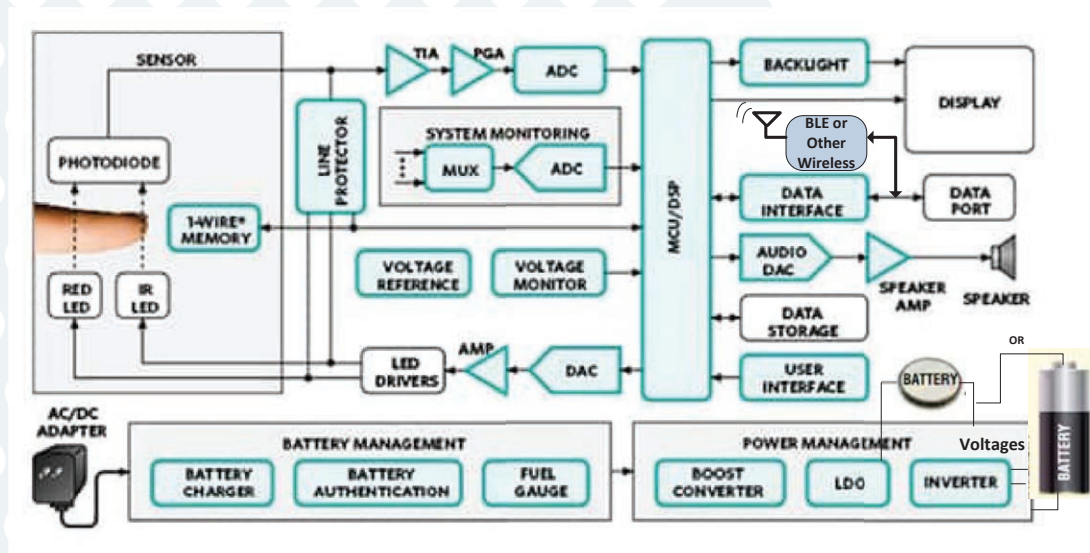 SENSOR
TIA
PGA
ADC
BACKLIGHT
DISPLAY
PHOTODIODE
LINE
PROTECTOR
SYSTEM MONITORING
MUX
ADC
MCU/DSP
BLE or
Other
Wireless
DATA
INTERFACE
DATA
PORT
1-WIRE®
MEMORY
VOLTAGE
REFERENCE
VOLTAGE
MONITOR
AUDIO
DAC
SPEAKER
AMP
SPEAKER
RED
LED
IR
LED
DATA
STORAGE
LED
DRIVERS
AMP
DAC
USER
INTERFACE
OR
BATTERY
BATTERY
AC/DC
ADAPTER
BATTERY MANAGEMENT
BATTERY
CHARGER
BATTERY
AUTHENTICATION
FUEL
GAUGE
POWER MANAGEMENT
Voltages
BOOST
CONVERTER
LDO
INVERTER